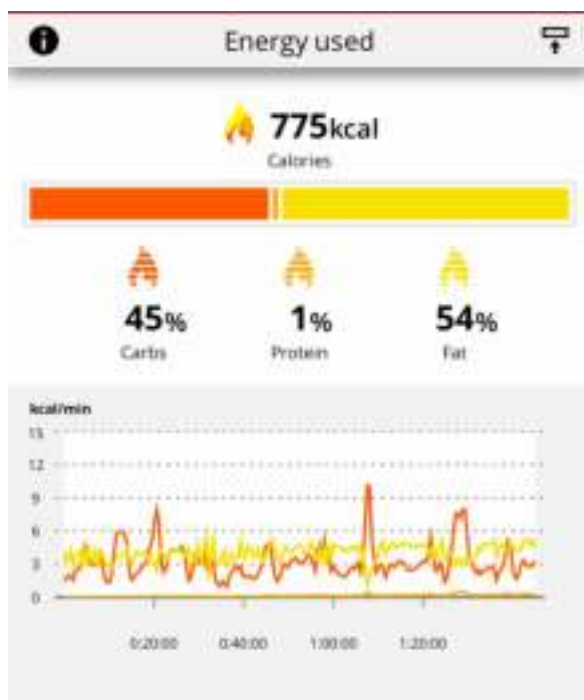 Energy used
775kcal
Calories
45% 1% 54%
Carbs Protein Fat
kcal/min
15
12
9
6
3
0
0:20:00 0:40:00 1:00:00 1:20:00